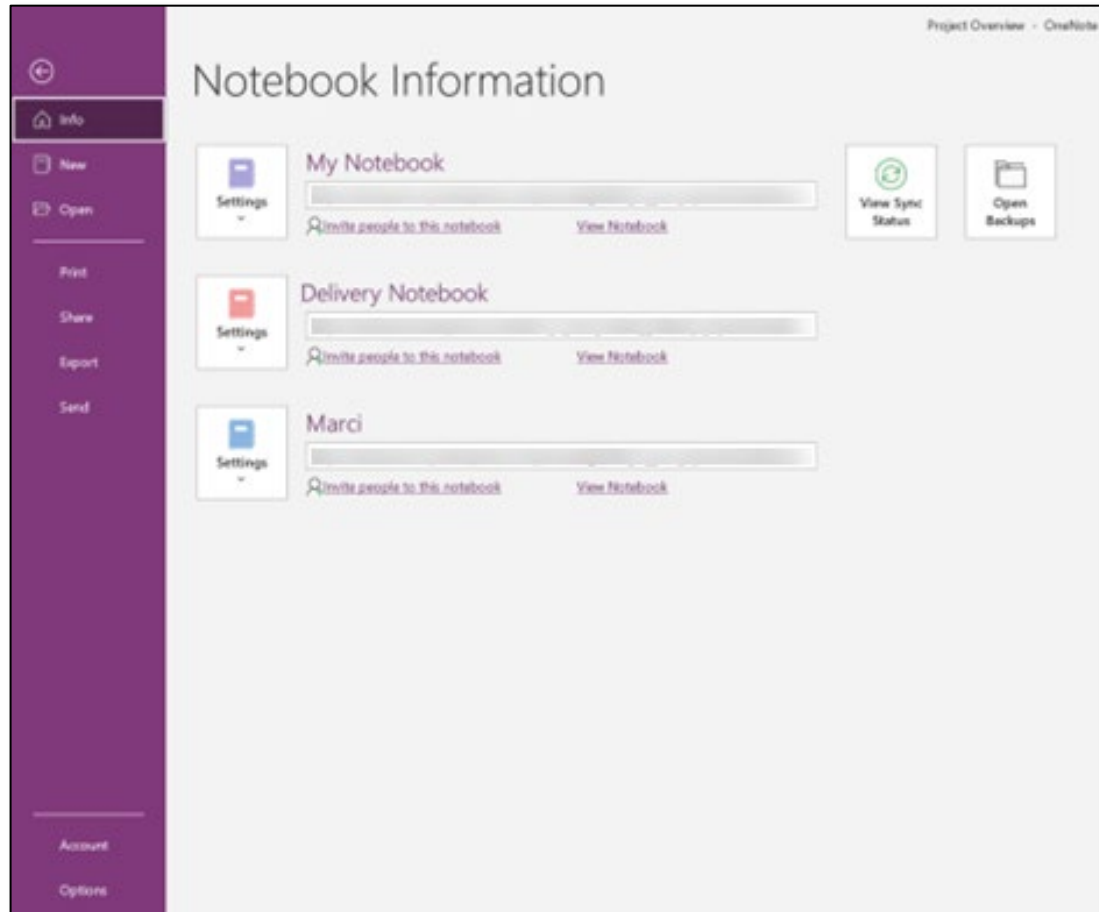 Project Overview - OneNote
Notebook Information
Info
New
Open
Print
Share
Export
Send
Account
Options
My Notebook
Settings
Invite people to this notebook View Notebook
View Sync
Status
Open
Backups
Delivery Notebook
Settings
Invite people to this notebook View Notebook
Marci
Settings
Invite people to this notebook View Notebook